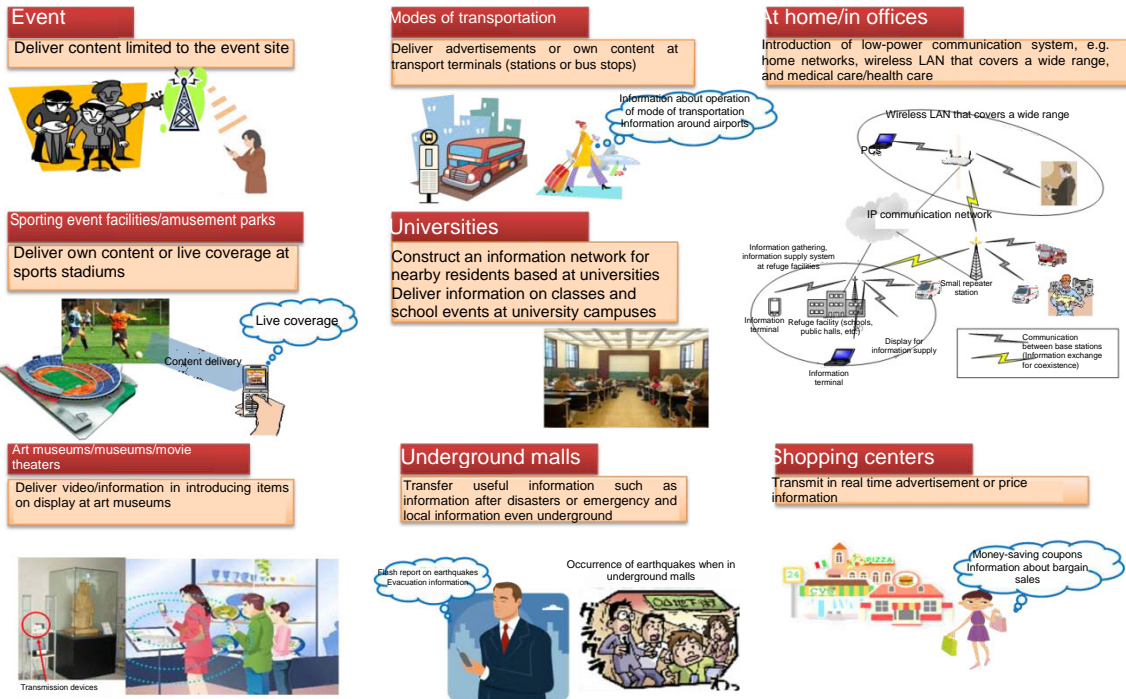 Event
Deliver content limited to the event site
Modes of transportation
Deliver advertisements or own content at
transport terminals (stations or bus stops)
Information about operation
of mode of transportation
Information around airports
At home/in offices
Introduction of low-power communication system, e.g.
home networks, wireless LAN that covers a wide range,
and medical care/health care
Wireless LAN that covers a wide range
PCs
IP communication network
Information gathering,
information supply system
at refuge facilities
Small repeater
station
Information
terminal
Refuge facility (schools,
public halls, etc.)
Display for
information supply
Information
terminal
Communication
between base stations
(Information exchange
for coexistence)
Sporting event facilities/amusement parks
Deliver own content or live coverage at
sports stadiums
Live coverage
Content delivery
Universities
Construct an information network for
nearby residents based at universities
Deliver information on classes and
school events at university campuses
Art museums/museums/movie
theaters
Deliver video/information in introducing items
on display at art museums
Transmission devices
Underground malls
Transfer useful information such as
information after disasters or emergency and
local information even underground
Flash report on earthquakes
Evacuation information
Occurrence of earthquakes when in
underground malls
〇〇地下街
Shopping centers
Transmit in real time advertisement or price
information
PIZZA
24
CVS
Money-saving coupons
Information about bargain
sales